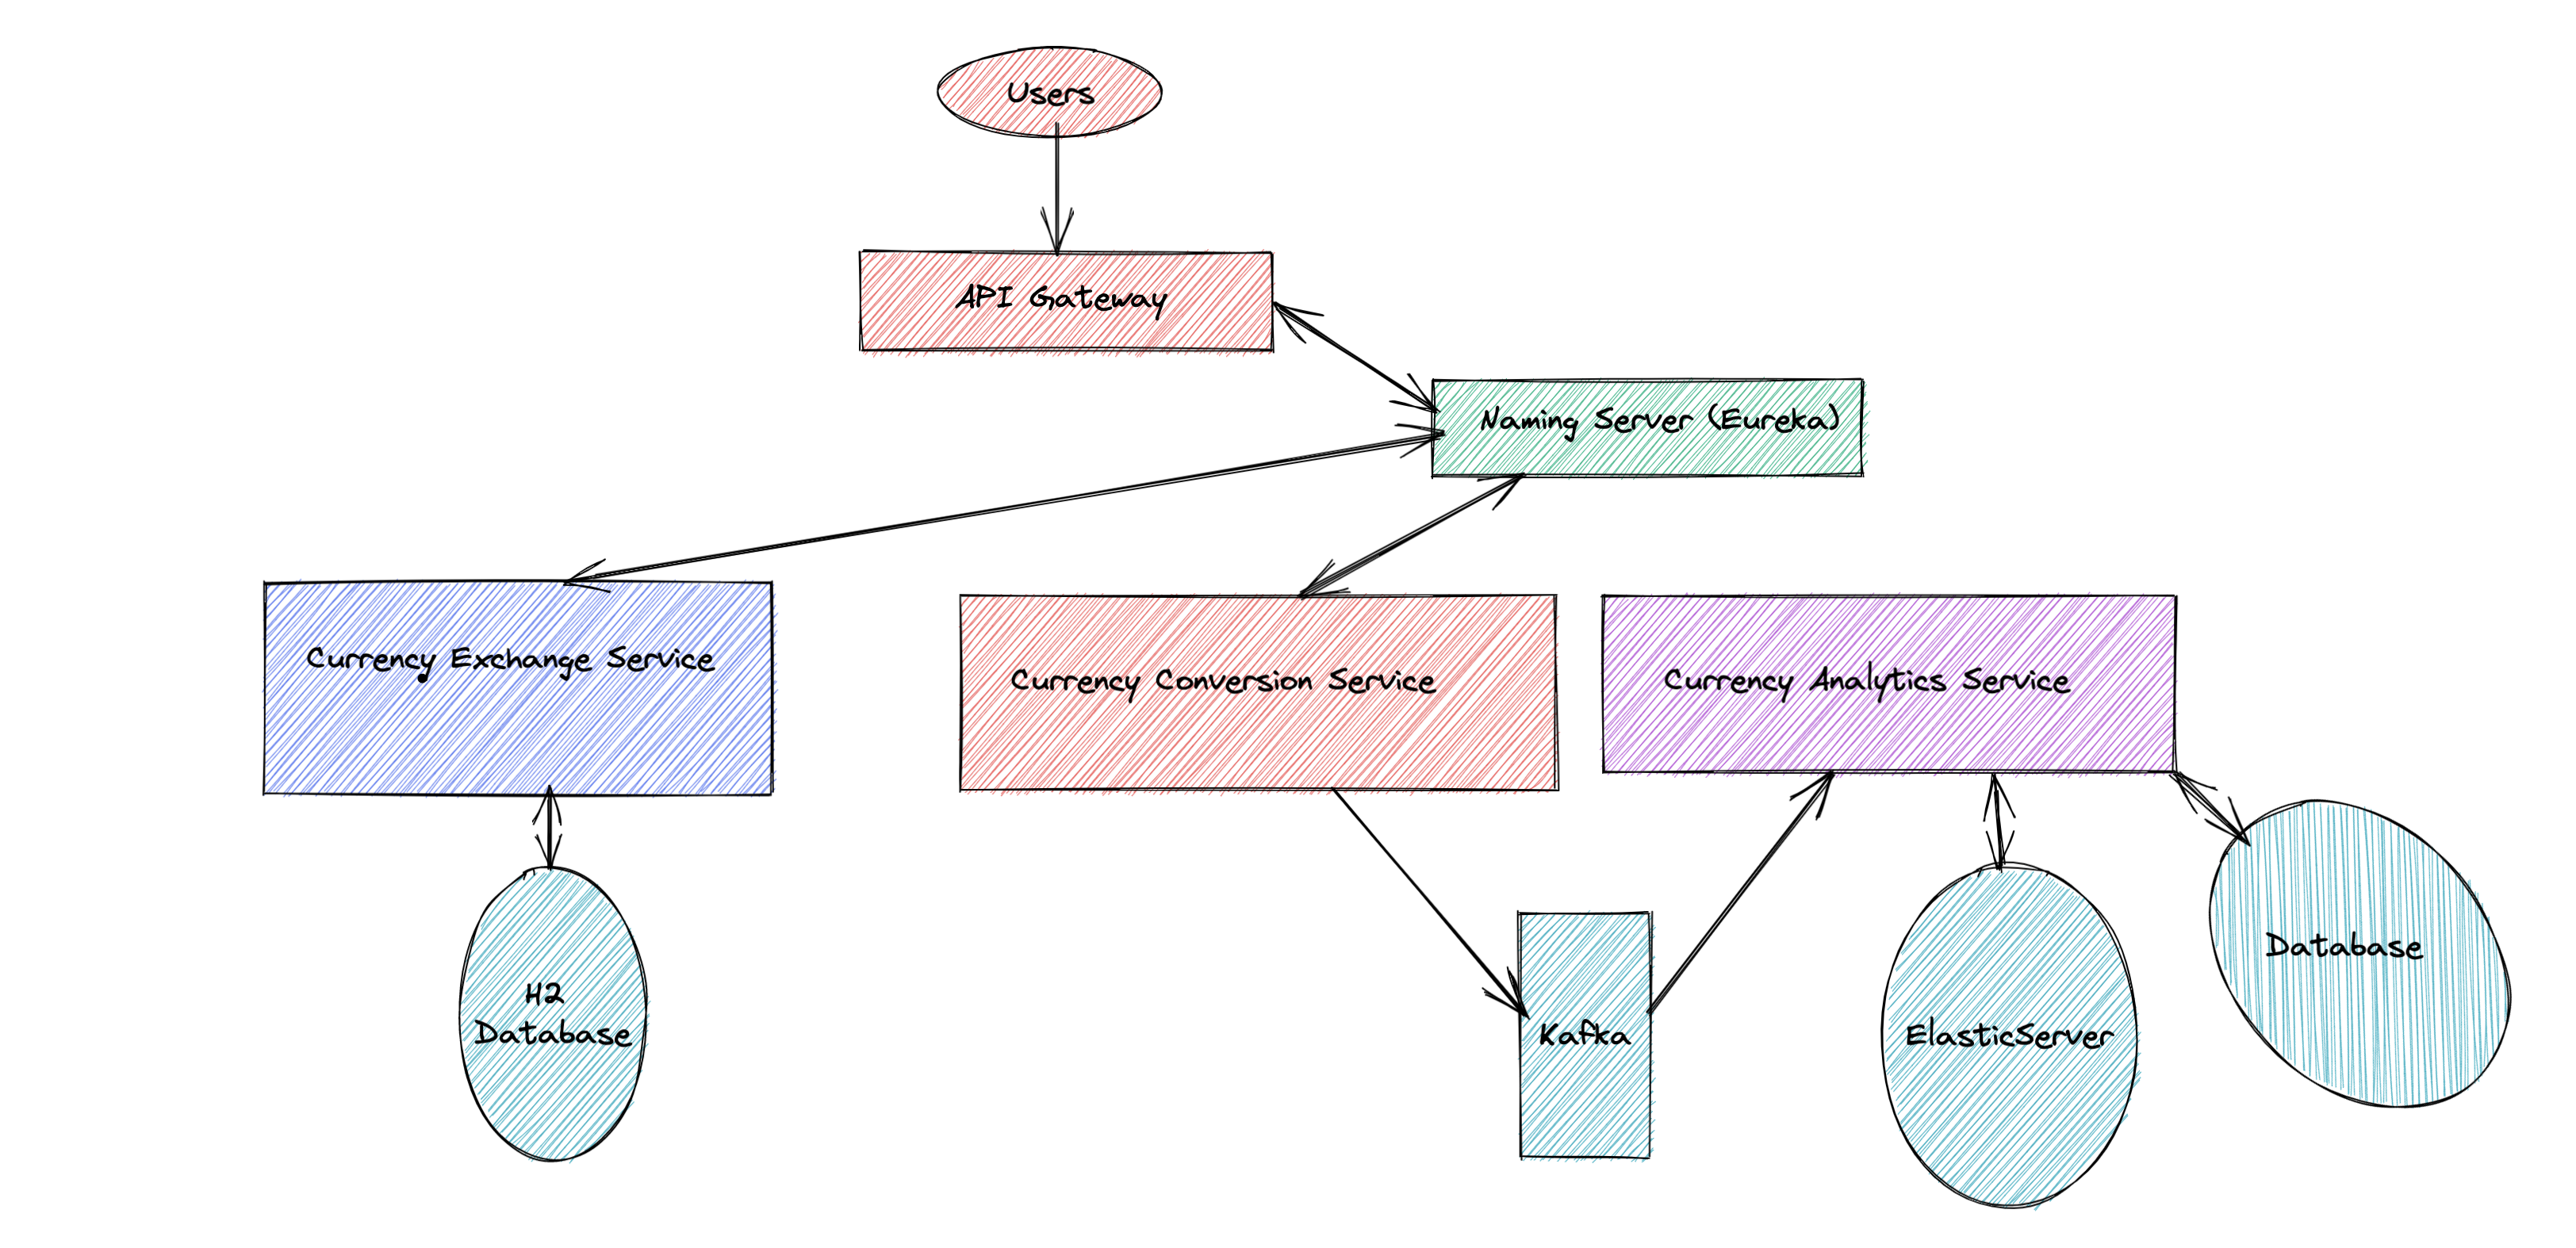 Users
API Gateway
Naming Server (Eureka)
Currency Exchange Service
Currency Conversion Service
Currency Analytics Service
H2
Database
Kafka
ElasticServer
Database